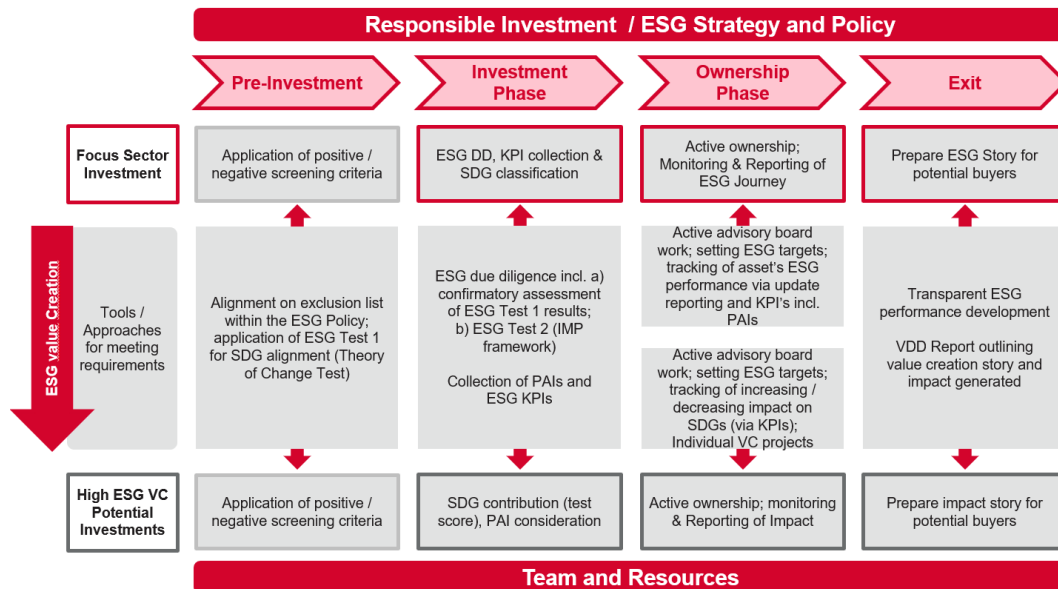 Responsible Investment / ESG Strategy and Policy
Pre-Investment
Investment
Phase
Ownership
Phase
Exit
Focus Sector
Investment
Application of positive /
negative screening criteria
ESG DD, KPI collection &
SDG classification
Active ownership;
Monitoring & Reporting of
ESG Journey
Prepare ESG Story for
potential buyers
ESG value Creation
Tools /
Approaches
for meeting
requirements
Alignment on exclusion list
within the ESG Policy;
application of ESG Test 1
for SDG alignment (Theory
of Change Test)
ESG due diligence incl. a)
confirmatory assessment
of ESG Test 1 results;
b) ESG Test 2 (IMP
framework)
Collection of PAIs and
ESG KPIs
Active advisory board
work; setting ESG targets;
tracking of asset's ESG
performance via update
reporting and KPI's incl.
PAIs
Active advisory board
work; setting ESG targets;
tracking of increasing /
decreasing impact on
SDGs (via KPIs);
Individual VC projects
Transparent ESG
performance development
VDD Report outlining
value creation story and
impact generated
High ESG VC
Potential
Investments
Application of positive /
negative screening criteria
SDG contribution (test
score), PAI consideration
Active ownership; monitoring
& Reporting of Impact
Prepare impact story for
potential buyers
Team and Resources